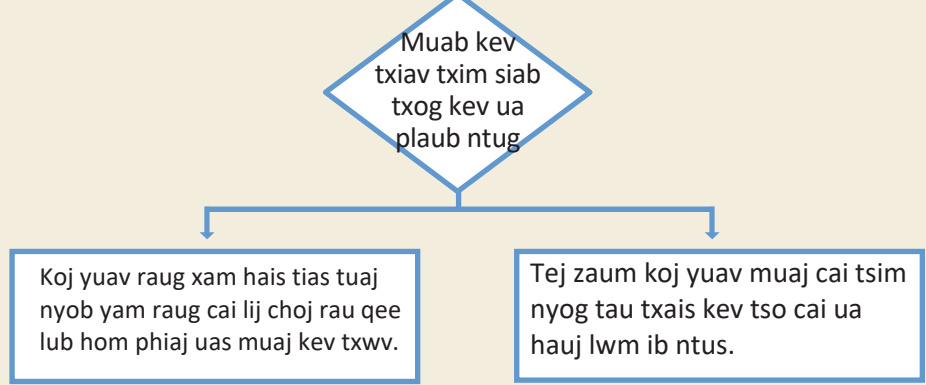 Muab kev
txiav txim siab
txog kev ua
plaub ntug
Koj yuav raug xam hais tias tuaj
nyob yam raug cai lij choj rau qee
lub hom phiaj uas muaj kev txwv.
Tej zaum koj yuav muaj cai tsim
nyog tau txais kev tso cai ua
hauj lwm ib ntus.